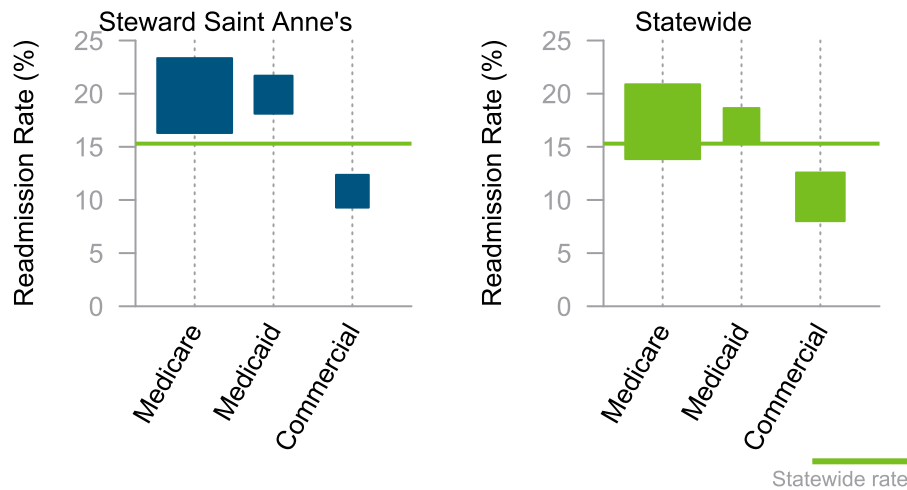 Steward Saint Anne's
Readmission Rate (%)
25
20
15
10
5
0
Medicare
Medicaid
Commercial
Statewide
Readmission Rate (%)
25
20
15
10
5
0
Medicare
Medicaid
Commercial
Statewide rate